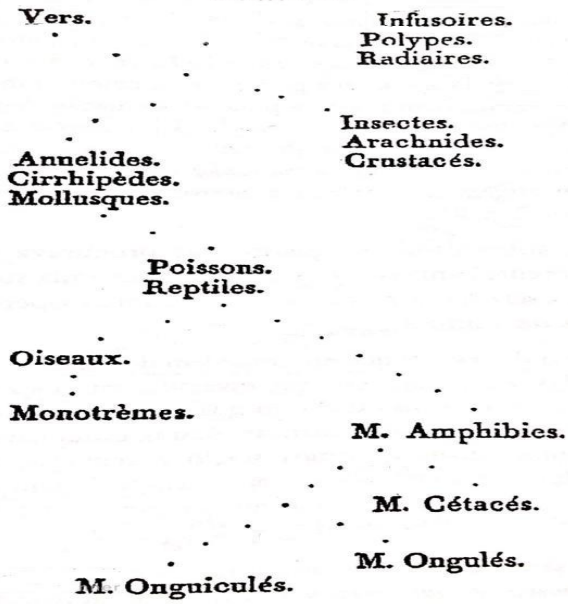 Vers.
Infusoires.
Polypes.
Radiaires.
Insectes.
Arachnides.
Crustacés.
Annelides.
Cirrhipèdes.
Mollusques.
Poissons.
Reptiles.
Oiseaux.
Monotrèmes.
M. Amphibies.
M. Cétacés.
M. Ongulés.
M. Onguiculés.